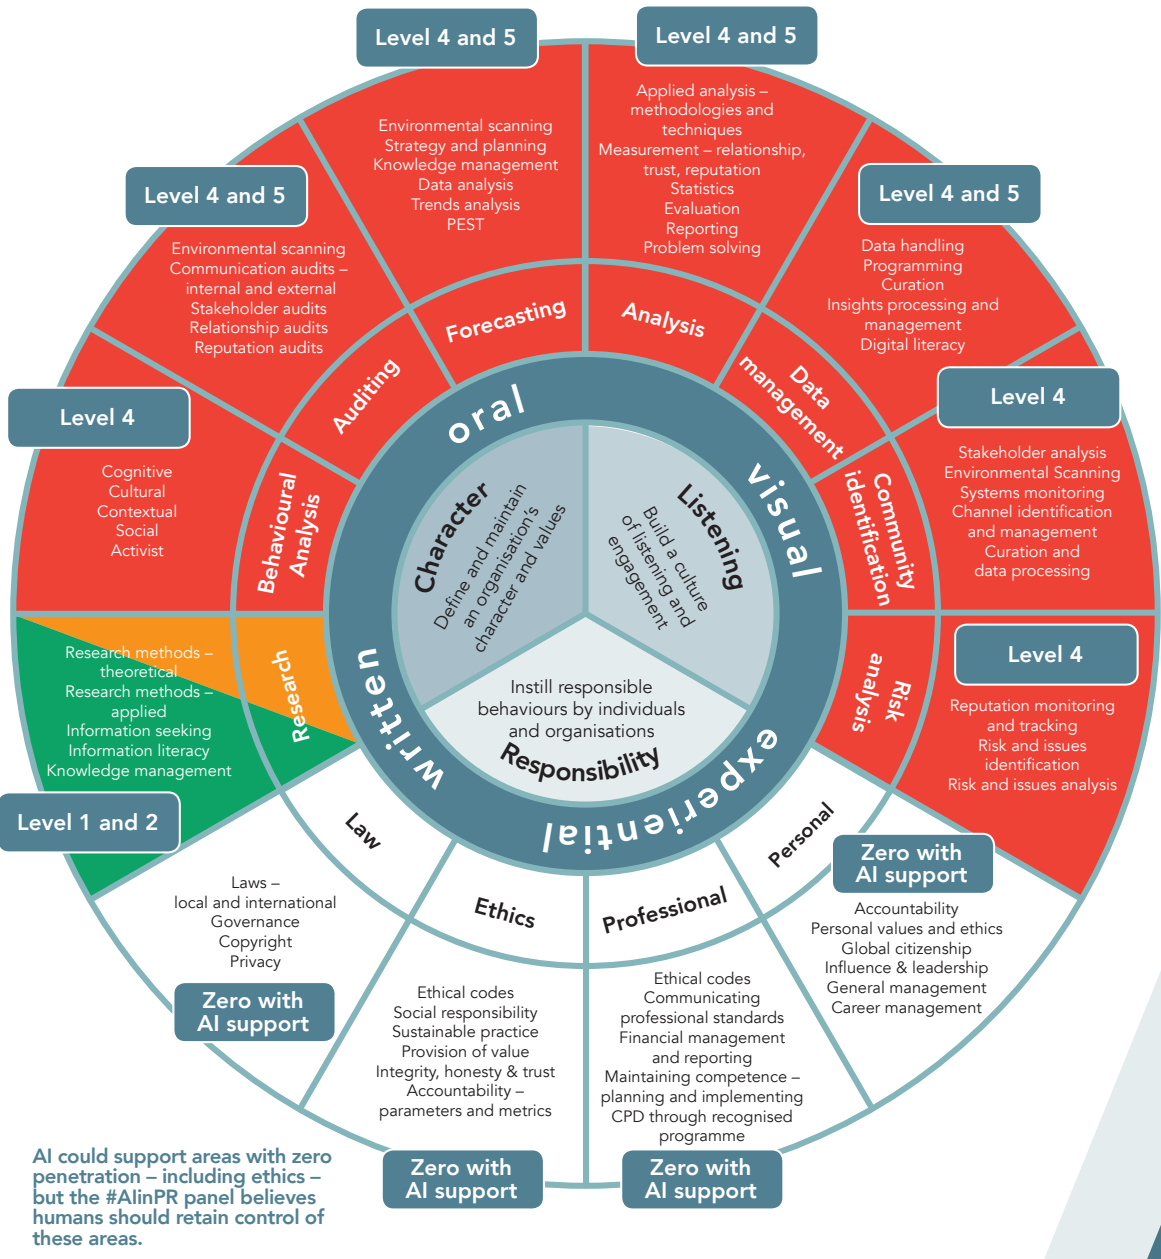 Level 4 and 5
Environmental scanning
Strategy and planning
Knowledge management
Data analysis
Trends analysis
PEST
Forecasting
Level 4 and 5
Applied analysis –
methodologies and
techniques
Measurement – relationship,
trust, reputation
Statistics
Evaluation
Reporting
Problem solving
Analysis
Level 4 and 5
Data handling
Programming
Curation
Insights processing and
management
Digital literacy
Data
management
Level 4
Stakeholder analysis
Environmental Scanning
Systems monitoring
Channel identification
and management
Curation and
data processing
Community
identification
Level 4
Reputation monitoring
and tracking
Risk and issues
identification
Risk and issues analysis
Risk
analysis
Personal
Zero with
AI support
Accountability
Personal values and ethics
Global citizenship
Influence & leadership
General management
Career management
Professional
Ethical codes
Communicating
professional standards
Financial management
and reporting
Maintaining competence –
planning and implementing
CPD through recognised
programme
Zero with
AI support
Ethics
Ethical codes
Social responsibility
Sustainable practice
Provision of value
Integrity, honesty & trust
Accountability –
parameters and metrics
Zero with
AI support
Law
Laws –
local and international
Governance
Copyright
Privacy
Zero with
AI support
Research
Research methods –
theoretical
Research methods –
applied
Information seeking
Information literacy
Knowledge management
Level 1 and 2
Level 4
Cognitive
Cultural
Contextual
Social
Activist
Behavioural
Analysis
Level 4 and 5
Environmental scanning
Communication audits –
internal and external
Stakeholder audits
Relationship audits
Reputation audits
Auditing
oral
visual
experiential
written
Character
Define and maintain
an organisation's
character and values
Listening
Build a culture
of listening and
engagement
Instill responsible
behaviours by individuals
and organisations
Responsibility
AI could support areas with zero
penetration – including ethics –
but the #AIinPR panel believes
humans should retain control of
these areas.